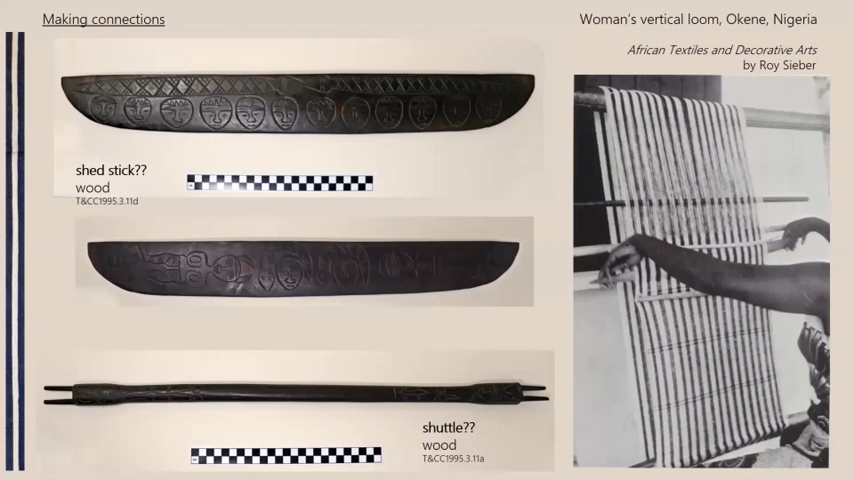 Making connections
Woman's vertical loom, Okene, Nigeria
African Textiles and Decorative Arts
by Roy Sieber
shed stick??
wood
T&CC1995.3.11d
shuttle??
wood
T&CC1995.3.11a